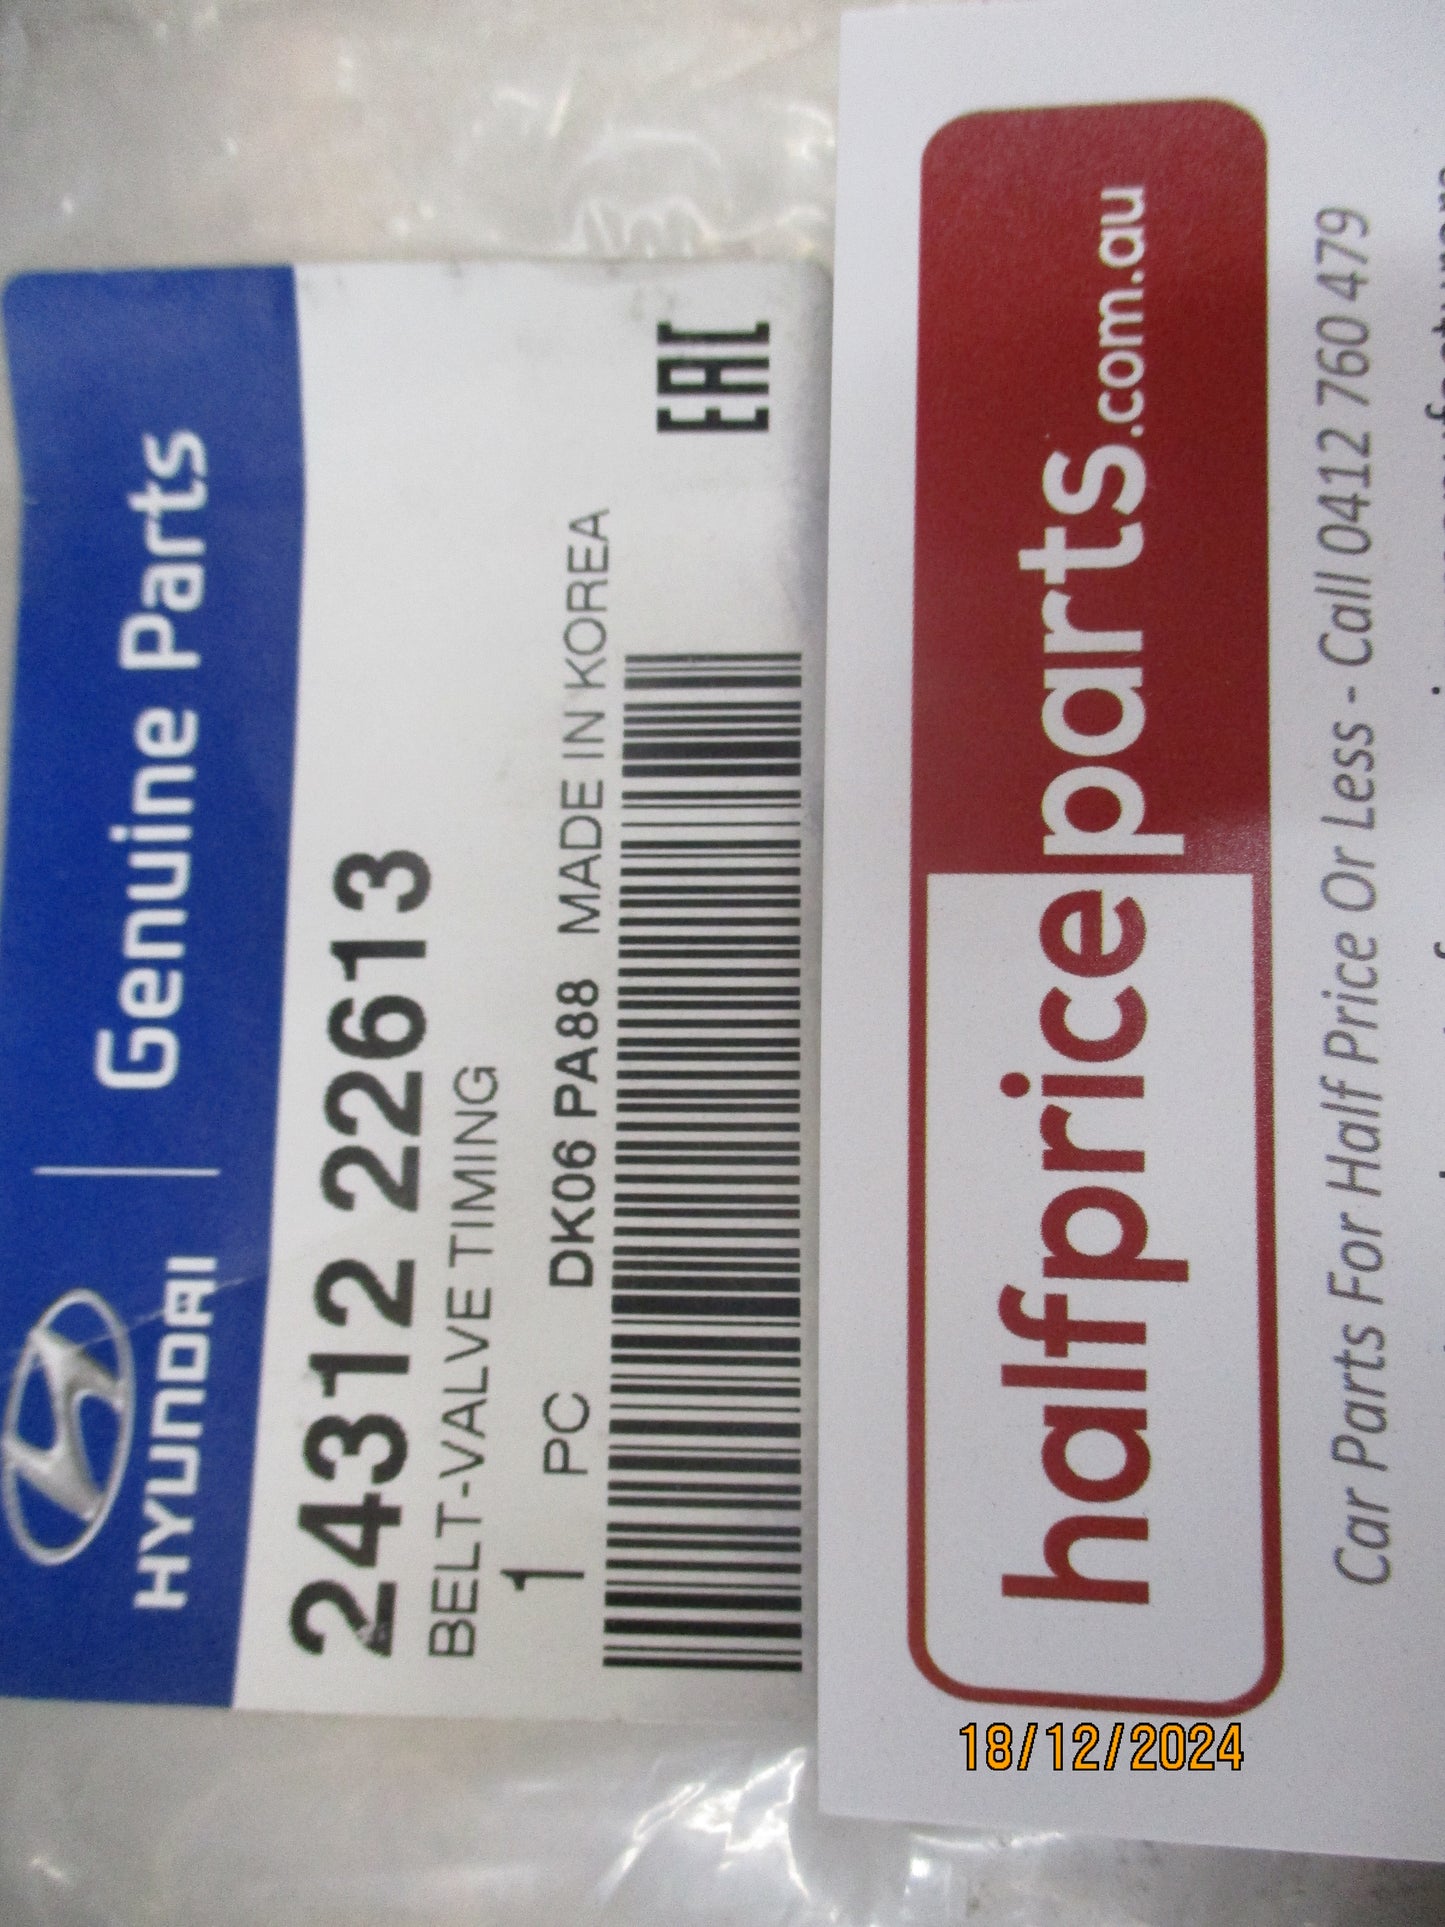 HYUNDAI Genuine Parts
24312 22613
BELT-VALVE TIMING
1 PC DK06 PA88 MADE IN KOREA
EAC
halfpriceparts.com.au
Car Parts For Half Price Or Less - Call 0412 760 479
18/12/2024